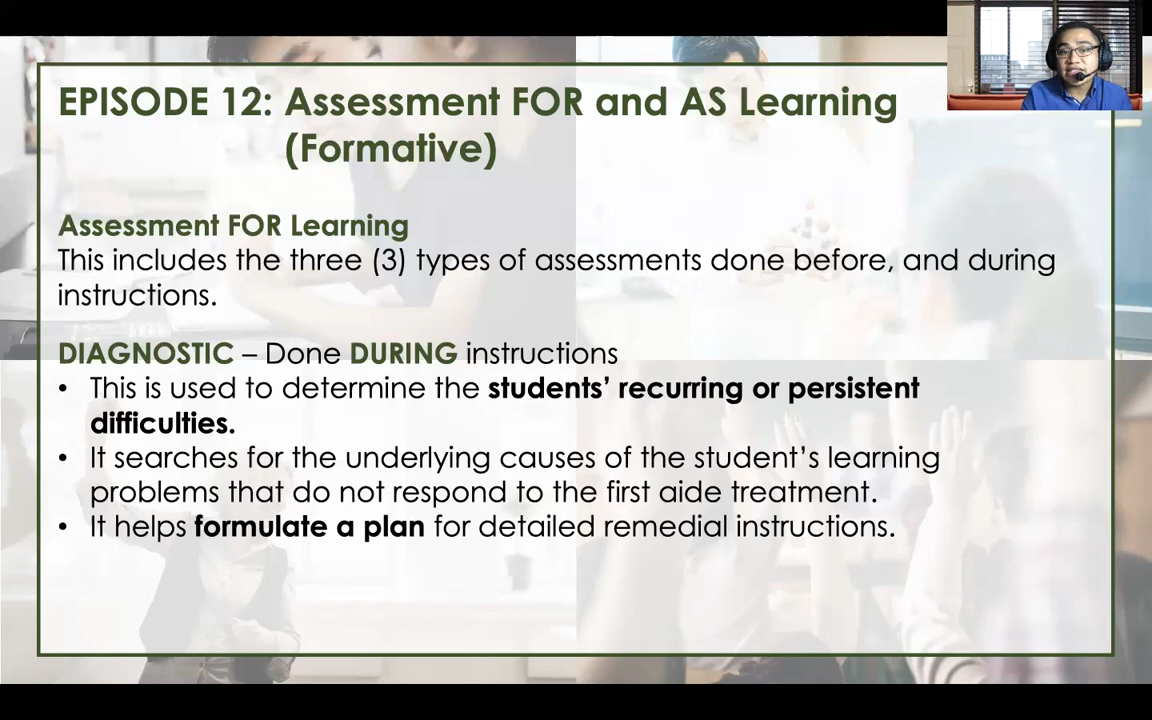 EPISODE 12: Assessment FOR and AS Learning
(Formative)
Assessment FOR Learning
This includes the three (3) types of assessments done before, and during
instructions.
DIAGNOSTIC – Done DURING instructions
• This is used to determine the students’ recurring or persistent
difficulties.
• It searches for the underlying causes of the student’s learning
problems that do not respond to the first aide treatment.
• It helps formulate a plan for detailed remedial instructions.